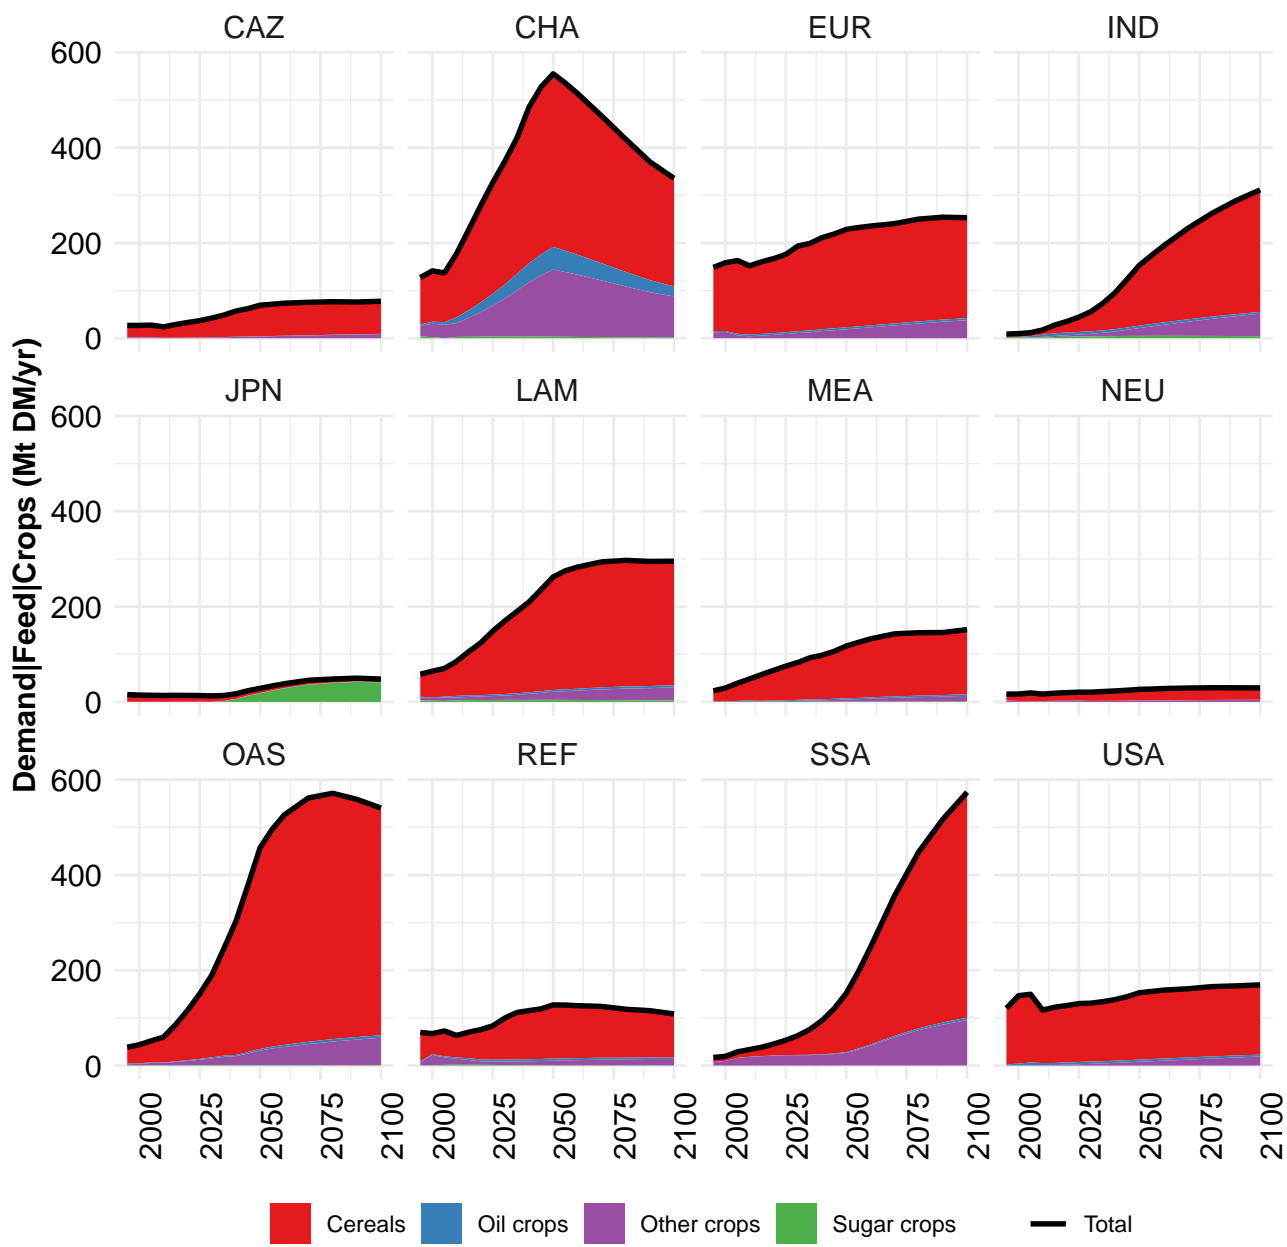 CAZ CHA EUR IND
600
400
200
0
JPN LAM MEA NEU
600
400
200
0
OAS REF SSA USA
600
400
200
0
Demand|Feed|Crops (Mt DM/yr)
2000 2025 2050 2075 2100 2000 2025 2050 2075 2100 2000 2025 2050 2075 2100 2000 2025 2050 2075 2100
Cereals Oil crops Other crops Sugar crops Total